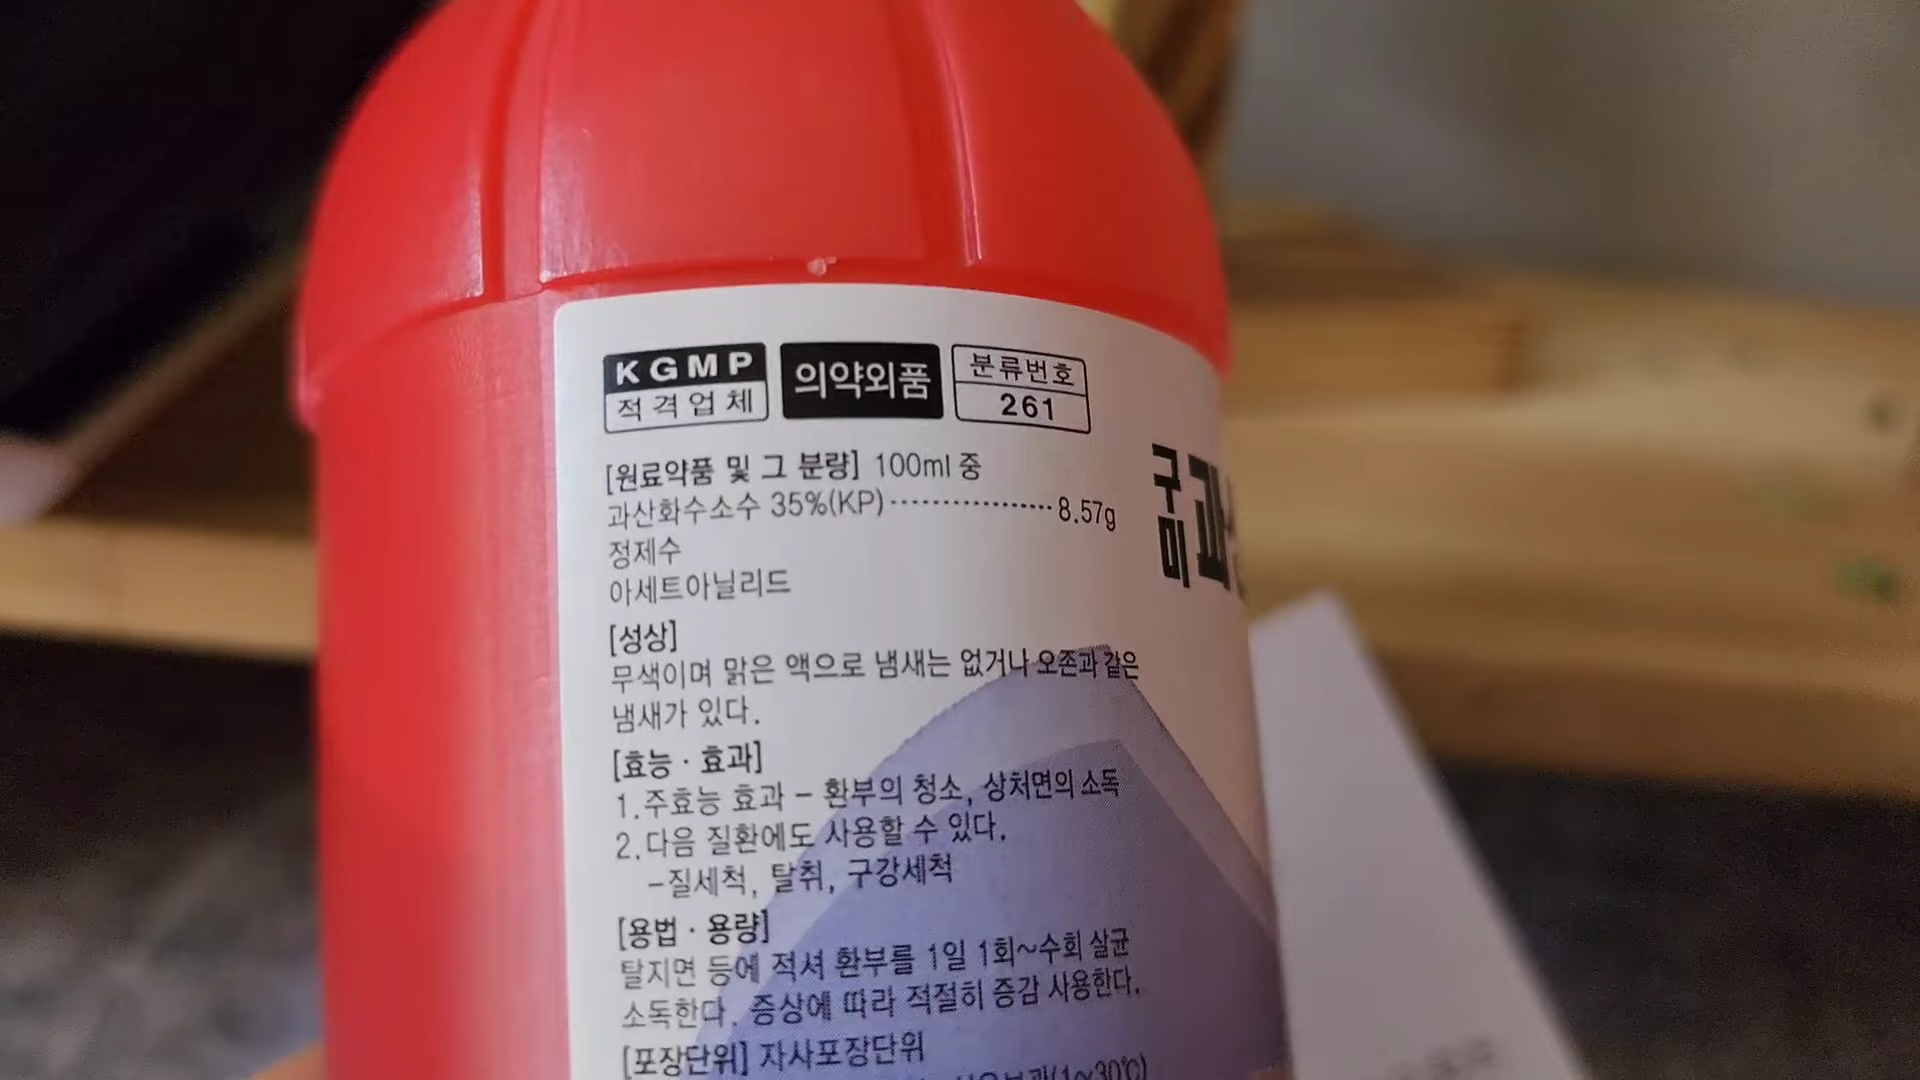 KGMP
적격업체
의약외품
분류번호
261
[원료약품 및 그 분량] 100ml 중
과산화수소수 35%(KP)················8.57g
정제수
아세트아닐리드
[성상]
무색이며 맑은 액으로 냄새는 없거나 오존과 같은
냄새가 있다.
[효능·효과]
1.주효능 효과 – 환부의 청소, 상처면의 소독
2.다음 질환에도 사용할 수 있다.
–질세척, 탈취, 구강세척
[용법·용량]
탈지면 등에 적셔 환부를 1일 1회~수회 살균
소독한다. 증상에 따라 적절히 증감 사용한다.
[포장단위] 자사포장단위
(1~30℃)
구미
과